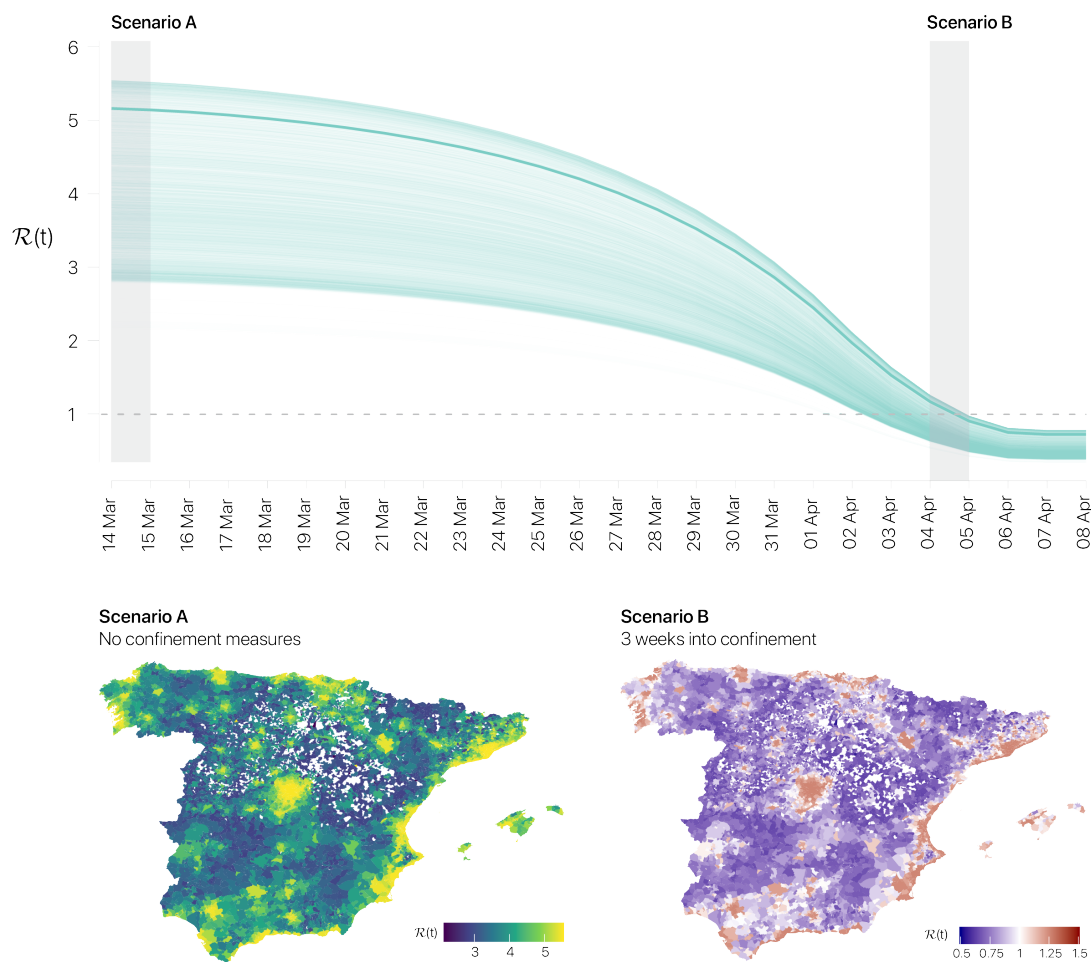 Scenario A
Scenario B
6
5
4
3
2
1
ℛ(t)
14 Mar
15 Mar
16 Mar
17 Mar
18 Mar
19 Mar
20 Mar
21 Mar
22 Mar
23 Mar
24 Mar
25 Mar
26 Mar
27 Mar
28 Mar
29 Mar
30 Mar
31 Mar
01 Apr
02 Apr
03 Apr
04 Apr
05 Apr
06 Apr
07 Apr
08 Apr
Scenario A
No confinement measures
ℛ(t)
3 4 5
Scenario B
3 weeks into confinement
ℛ(t)
0.5 0.75 1 1.25 1.5